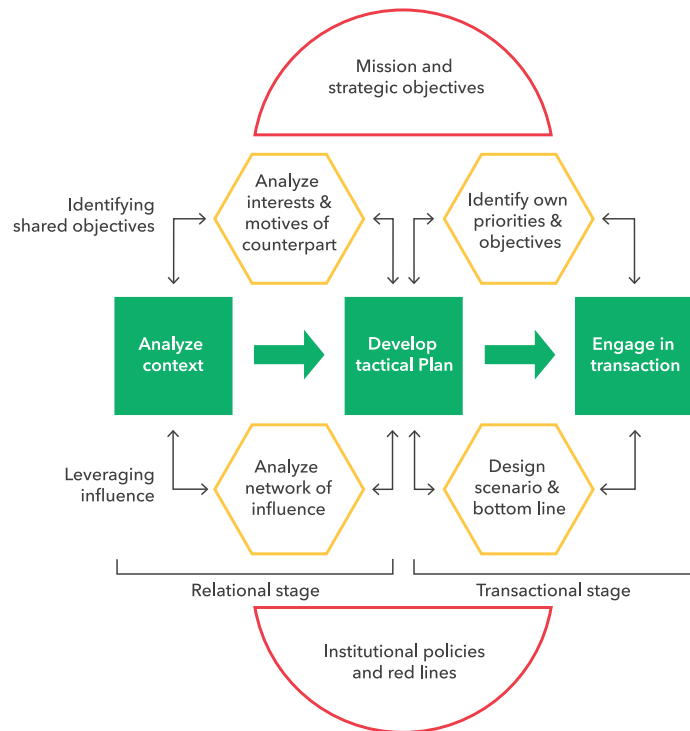 Mission and
strategic objectives
Identifying
shared objectives
Analyze
interests &
motives of
counterpart
Identify own
priorities &
objectives
Analyze
context
Develop
tactical Plan
Engage in
transaction
Leveraging
influence
Analyze
network of
influence
Design
scenario &
bottom line
Relational stage
Transactional stage
Institutional policies
and red lines